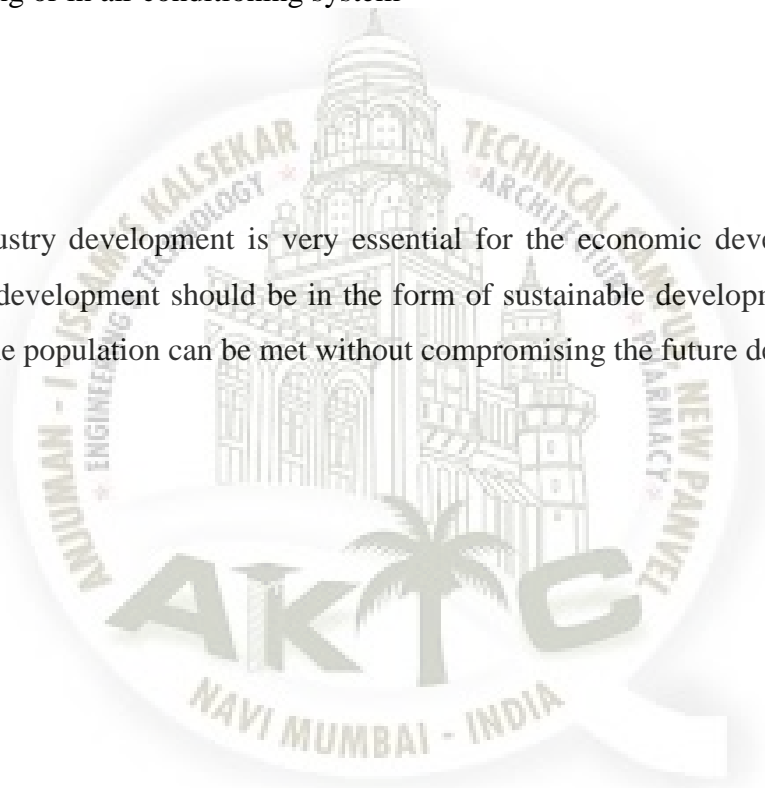 in air conditioning system
ustry development is very essential for the economic deve
development should be in the form of sustainable developm
e population can be met without compromising the future de
ANJUMAN - I - ISLAM'S KALSEKAR TECHNICAL CAMPUS, NEW PANVEL
ENGINEERING & TECHNOLOGY * * ARCHITECTURE * PHARMACY *
AKTC
NAVI MUMBAI - INDIA